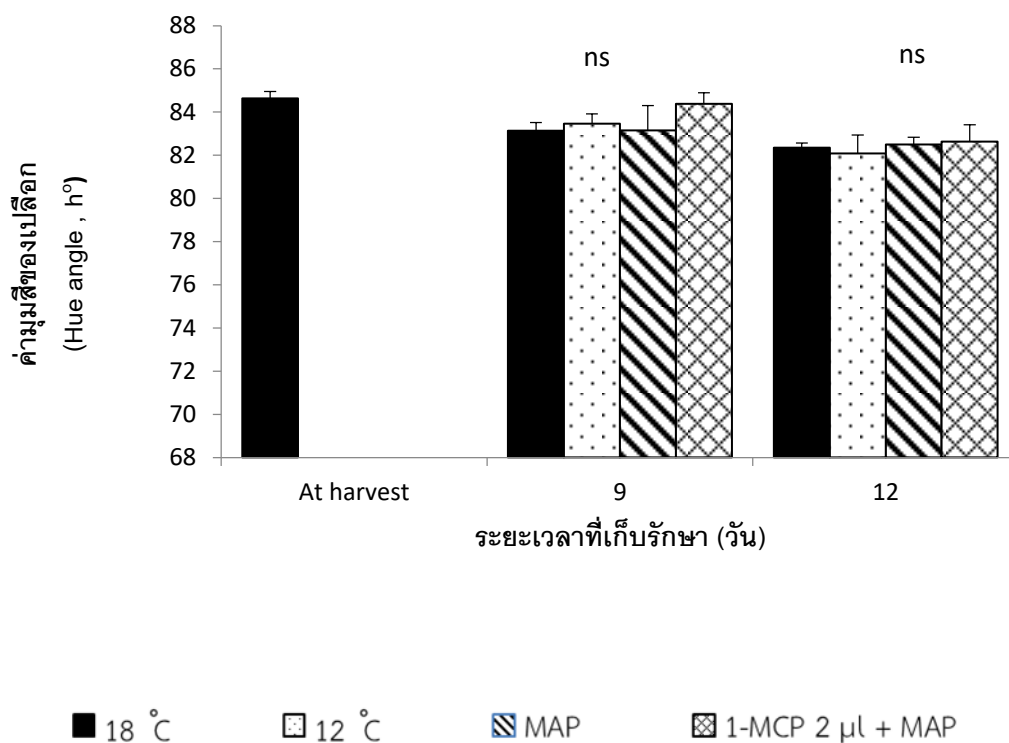 88
86
84
82
80
78
76
74
72
70
68
ค่ามุมสีของเปลือก
(Hue angle , h°)
ns
ns
At harvest
9
12
ระยะเวลาที่เก็บรักษา (วัน)
18 °C
12 °C
MAP
1-MCP 2 µl + MAP